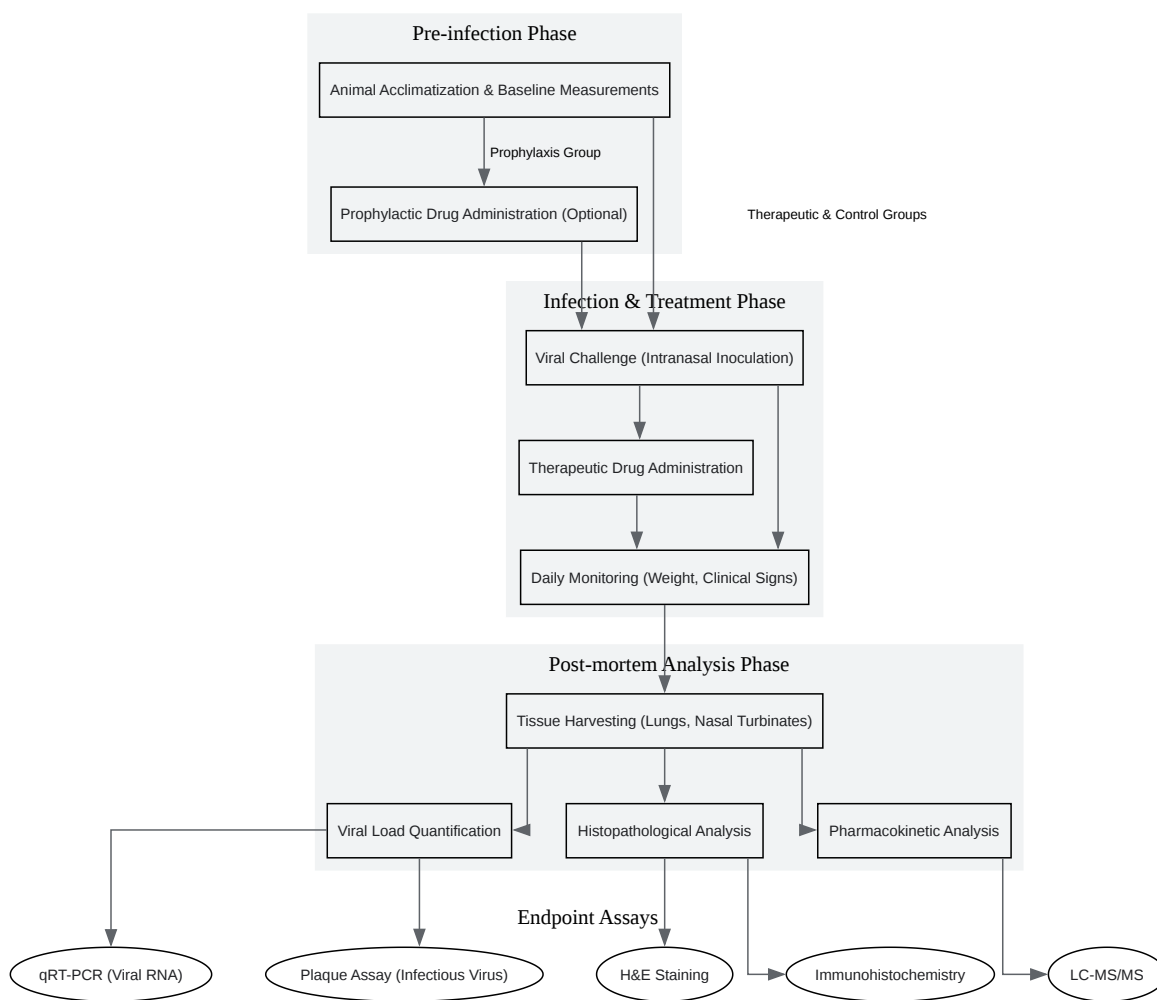 Pre-infection Phase
Animal Acclimatization & Baseline Measurements
Prophylaxis Group
Prophylactic Drug Administration (Optional)
Therapeutic & Control Groups
Infection & Treatment Phase
Viral Challenge (Intranasal Inoculation)
Therapeutic Drug Administration
Daily Monitoring (Weight, Clinical Signs)
Post-mortem Analysis Phase
Tissue Harvesting (Lungs, Nasal Turbinates)
Viral Load Quantification
Histopathological Analysis
Pharmacokinetic Analysis
Endpoint Assays
qRT-PCR (Viral RNA)
Plaque Assay (Infectious Virus)
H&E Staining
Immunohistochemistry
LC-MS/MS